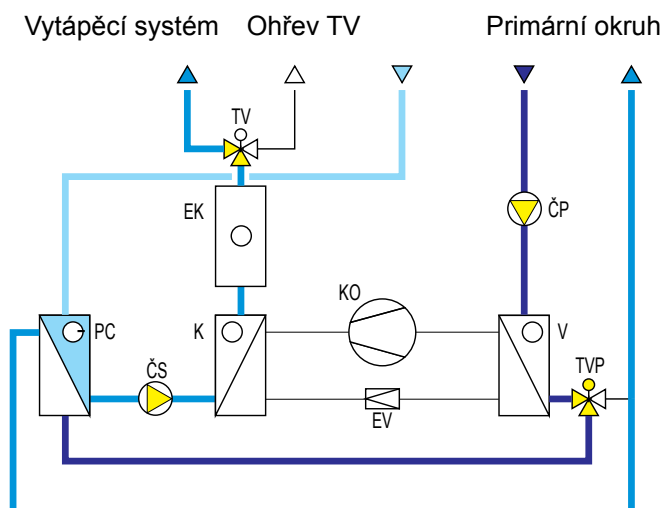 Vytápěcí systém Ohřev TV Primární okruh
TV
EK
ČP
KO
PC
K
V
ČS
TVP
EV